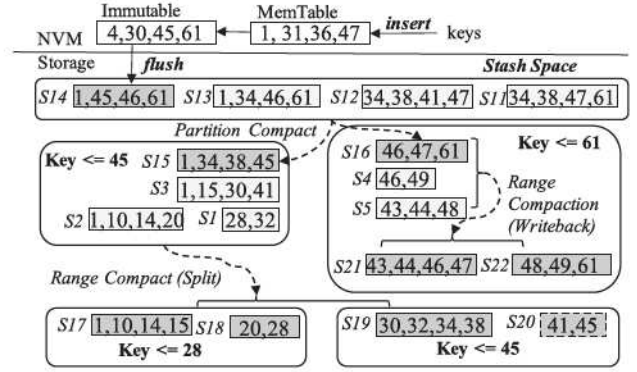 Immutable MemTable
NVM 4,30,45,61 1, 31,36,47 insert keys
Storage flush Stash Space
S14 1,45,46,61 S13 1,34,46,61 S12 34,38,41,47 S11 34,38,47,61
Partition Compact
Key <= 45 S15 1,34,38,45
S3 1,15,30,41
S2 1,10,14,20 S1 28,32
S16 46,47,61 Key <= 61
S4 46,49
S5 43,44,48
Range
Compaction
(Writeback)
S21 43,44,46,47 S22 48,49,61
Range Compact (Split)
S17 1,10,14,15 S18 20,28
Key <= 28
S19 30,32,34,38 S20 41,45
Key <= 45